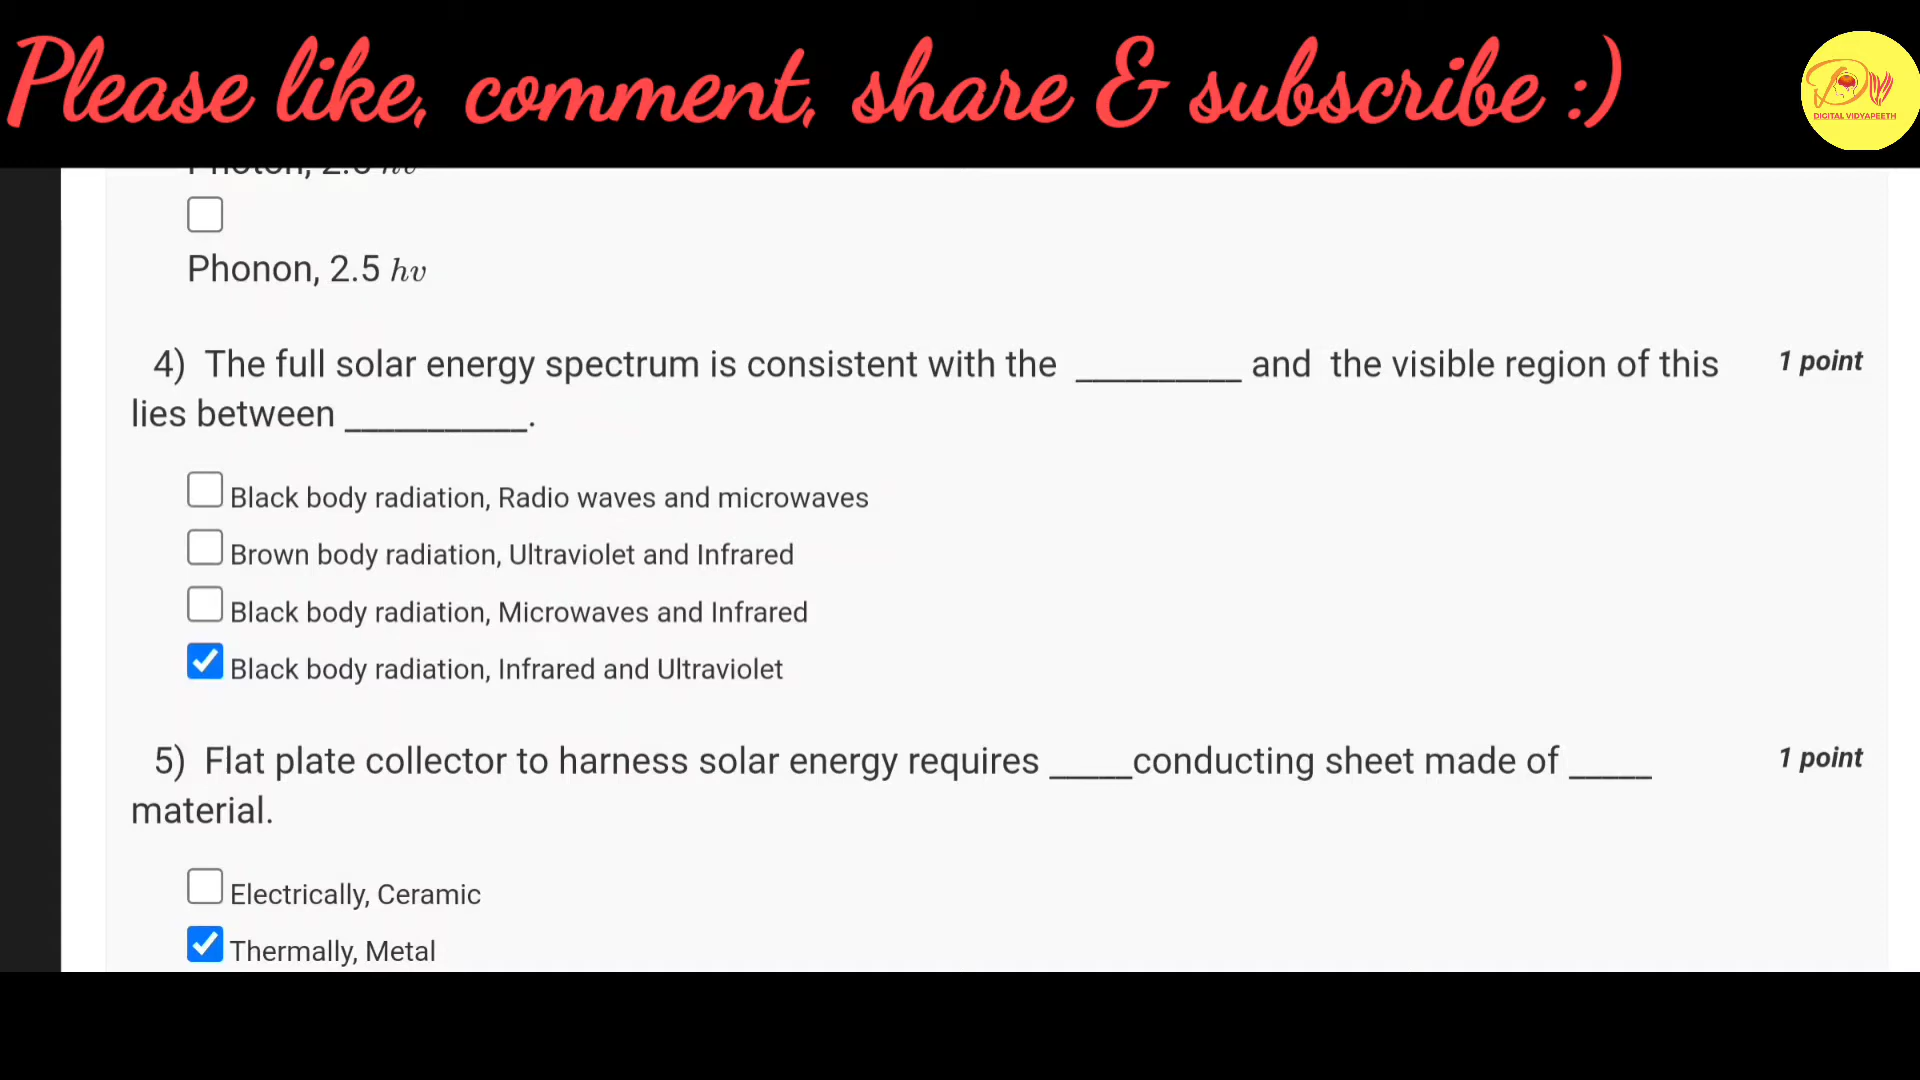 Please like, comment, share & subscribe :)
DIGITAL VIDYAPEETH
Phonon, 2.5 hv
4) The full solar energy spectrum is consistent with the __________ and the visible region of this 1 point
lies between ___________.
Black body radiation, Radio waves and microwaves
Brown body radiation, Ultraviolet and Infrared
Black body radiation, Microwaves and Infrared
Black body radiation, Infrared and Ultraviolet
5) Flat plate collector to harness solar energy requires _____conducting sheet made of _____ 1 point
material.
Electrically, Ceramic
Thermally, Metal